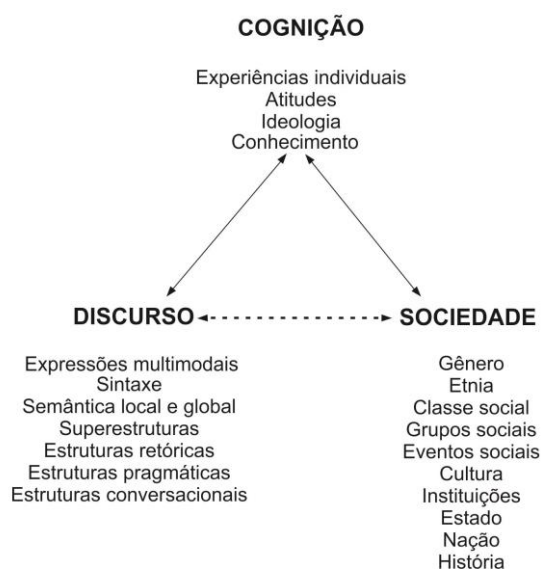 COGNIÇÃO
Experiências individuais
Atitudes
Ideologia
Conhecimento
DISCURSO
SOCIEDADE
Expressões multimodais
Sintaxe
Semântica local e global
Superestruturas
Estruturas retóricas
Estruturas pragmáticas
Estruturas conversacionais
Gênero
Etnia
Classe social
Grupos sociais
Eventos sociais
Cultura
Instituições
Estado
Nação
História